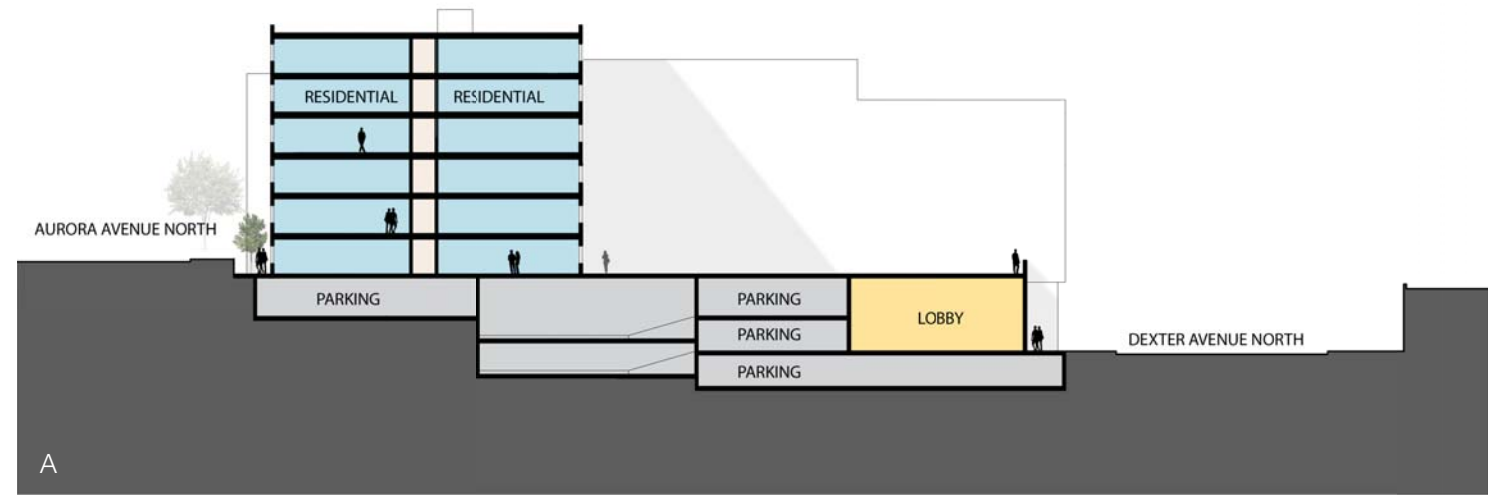 RESIDENTIAL
RESIDENTIAL
AURORA AVENUE NORTH
PARKING
PARKING
LOBBY
PARKING
DEXTER AVENUE NORTH
PARKING
A